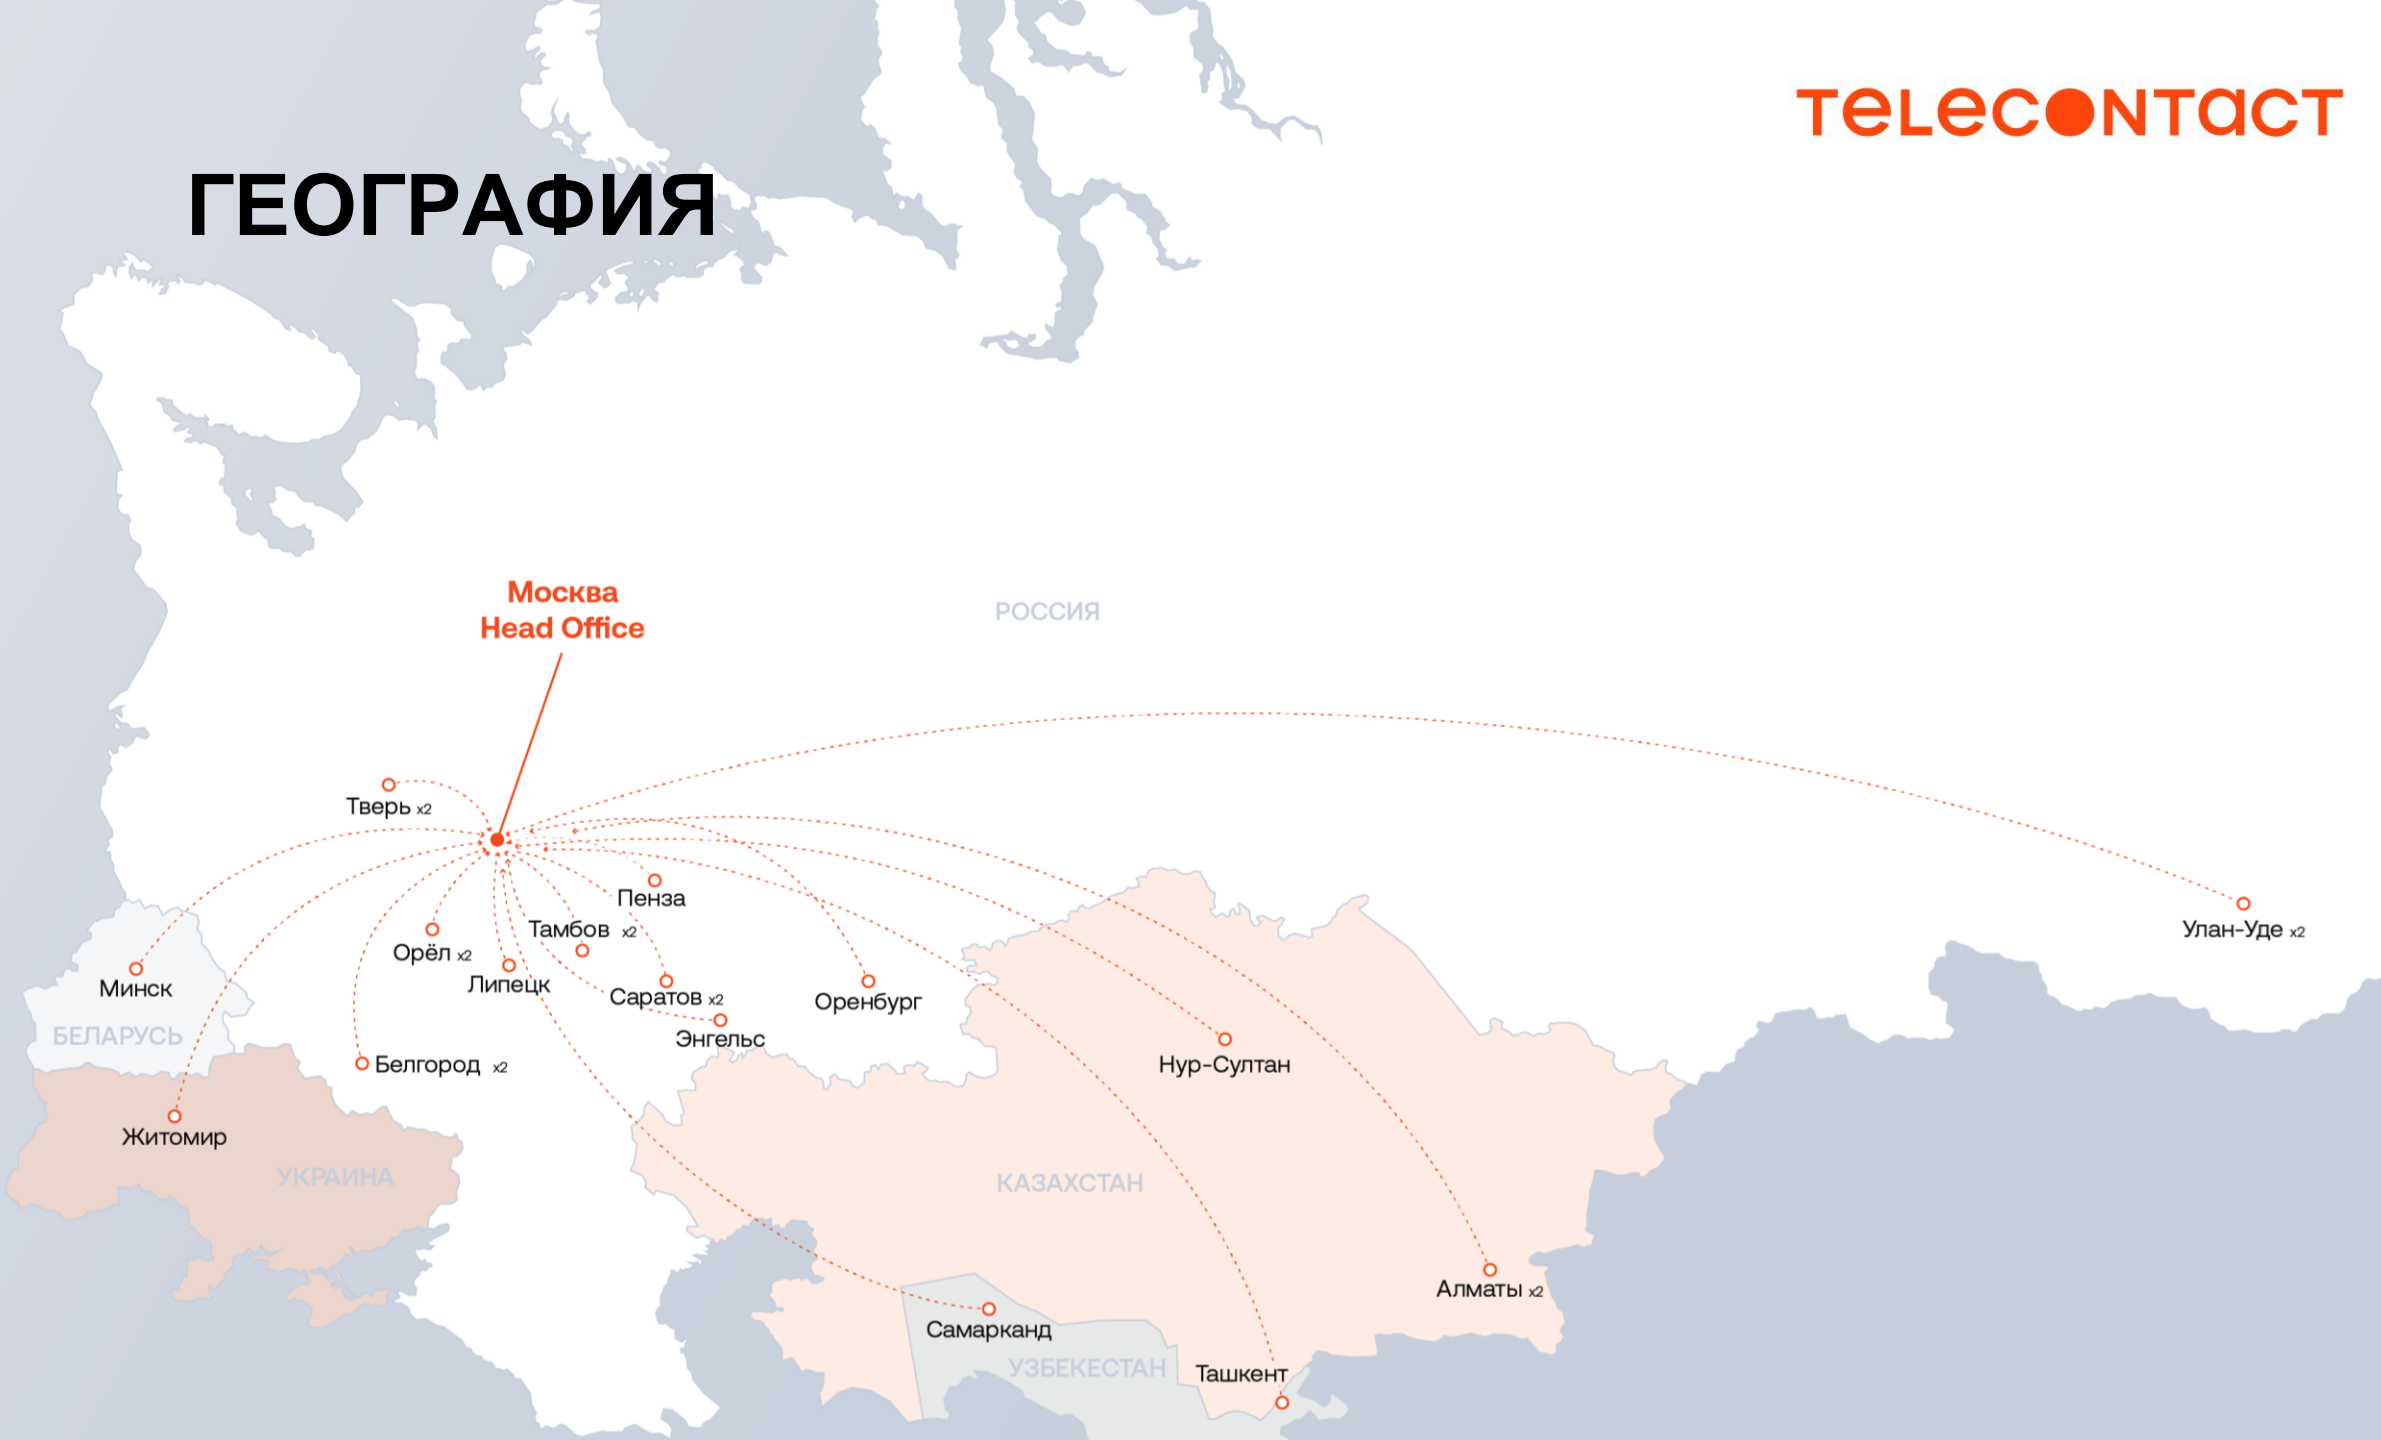 TELECONTACT
ГЕОГРАФИЯ
Москва
Head Office
РОССИЯ
Тверь x2
Пенза
Тамбов x2
Улан-Уде x2
Орёл x2
Липецк
Минск
Саратов x2
Оренбург
БЕЛАРУСЬ
Энгельс
Белгород x2
Нур-Султан
Житомир
УКРАИНА
КАЗАХСТАН
Алматы x2
Самарканд
УЗБЕКЕСТАН
Ташкент